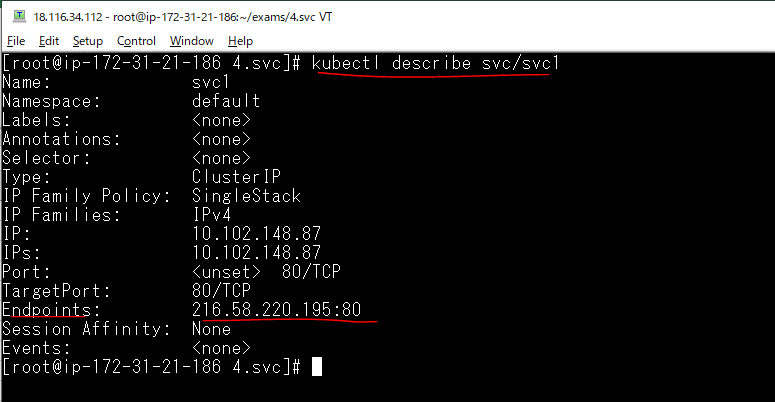 18.116.34.112 - root@ip-172-31-21-186:~/exams/4.svc VT
File Edit Setup Control Window Help
[root@ip-172-31-21-186 4.svc]# kubectl describe svc/svc1
Name: svc1
Namespace: default
Labels: <none>
Annotations: <none>
Selector: <none>
Type: ClusterIP
IP Family Policy: SingleStack
IP Families: IPv4
IP: 10.102.148.87
IPs: 10.102.148.87
Port: <unset> 80/TCP
TargetPort: 80/TCP
Endpoints: 216.58.220.195:80
Session Affinity: None
Events: <none>
[root@ip-172-31-21-186 4.svc]#